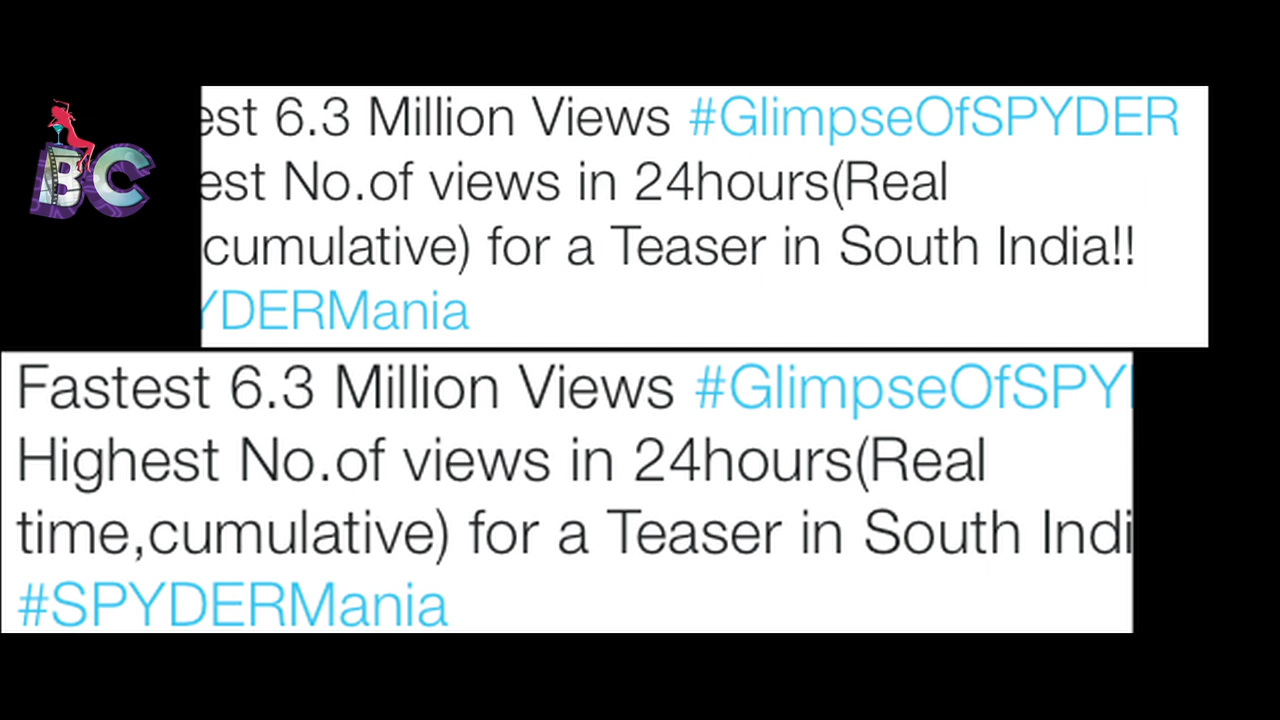 BC
est 6.3 Million Views #GlimpseOfSPYDER
est No.of views in 24hours(Real
cumulative) for a Teaser in South India!!
YDERMania
Fastest 6.3 Million Views #GlimpseOfSPY
Highest No.of views in 24hours(Real
time,cumulative) for a Teaser in South Indi
#SPYDERMania